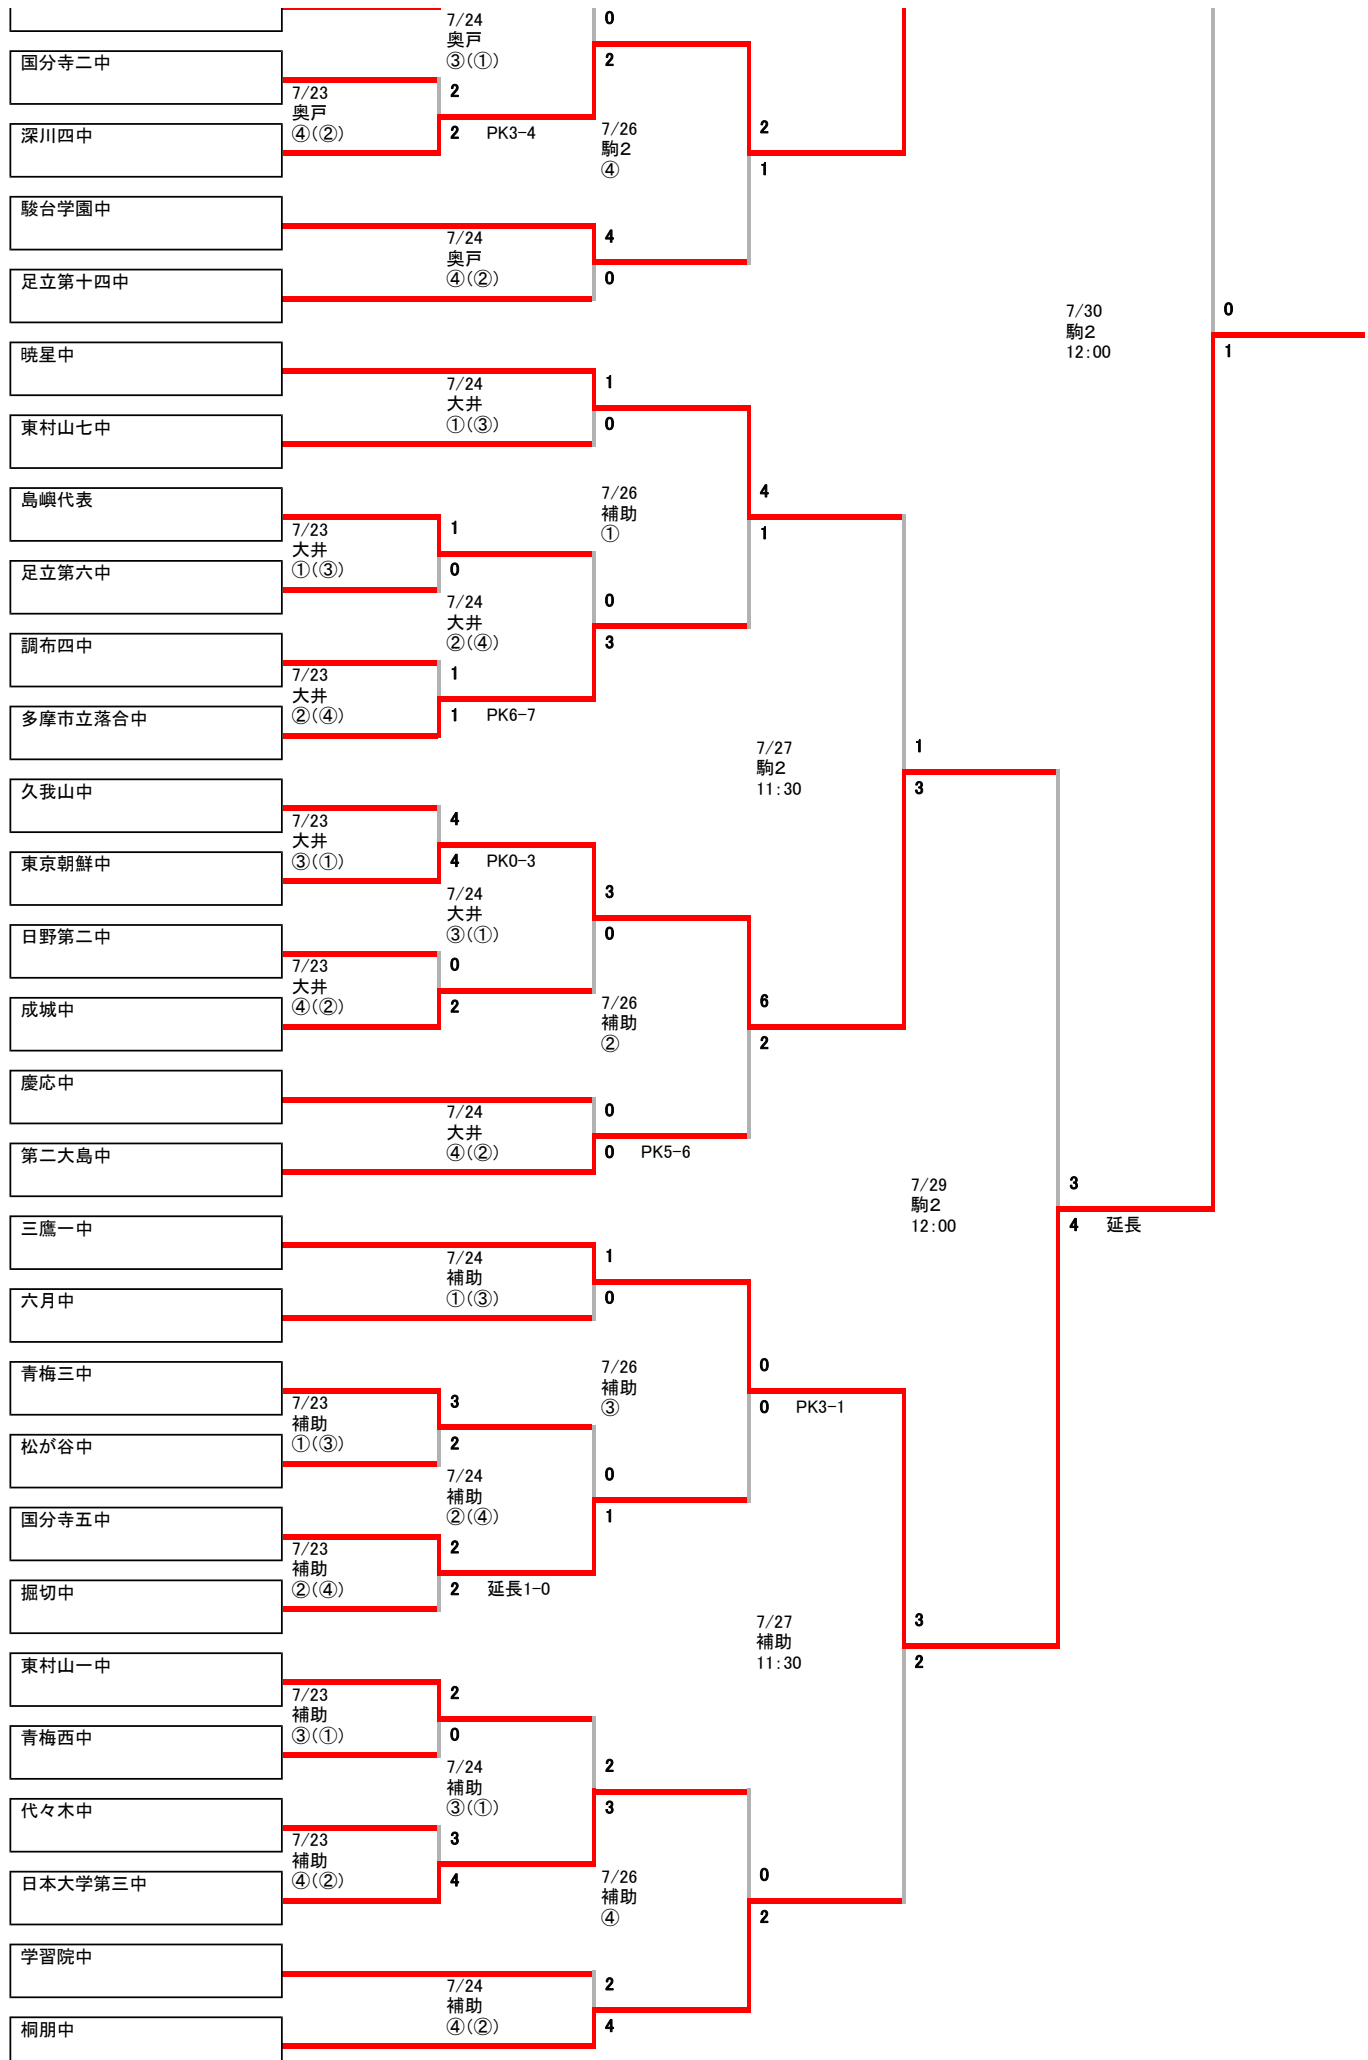 7/24
奥戸
③(①)
0
2
国分寺二中
7/23
奥戸
④(②)
2
2 PK3-4
深川四中
7/26
駒2
④
2
1
駿台学園中
7/24
奥戸
④(②)
4
0
足立第十四中
7/30
駒2
12:00
0
1
暁星中
7/24
大井
①(③)
1
0
東村山七中
島嶼代表
7/23
大井
①(③)
1
0
足立第六中
7/26
補助
①
4
1
7/24
大井
②(④)
0
3
調布四中
7/23
大井
②(④)
1
1 PK6-7
多摩市立落合中
7/27
駒2
11:30
1
3
久我山中
7/23
大井
③(①)
4
4 PK0-3
東京朝鮮中
7/24
大井
③(①)
3
0
日野第二中
7/23
大井
④(②)
0
2
成城中
7/26
補助
②
6
2
慶応中
7/24
大井
④(②)
0
0 PK5-6
第二大島中
7/29
駒2
12:00
3
4 延長
三鷹一中
7/24
補助
①(③)
1
0
六月中
7/26
補助
③
0
0 PK3-1
青梅三中
7/23
補助
①(③)
3
2
松が谷中
7/24
補助
②(④)
0
1
国分寺五中
7/23
補助
②(④)
2
2 延長1-0
掘切中
7/27
補助
11:30
3
2
東村山一中
7/23
補助
③(①)
2
0
青梅西中
7/24
補助
③(①)
2
3
代々木中
7/23
補助
④(②)
3
4
日本大学第三中
7/26
補助
④
0
2
学習院中
7/24
補助
④(②)
2
4
桐朋中